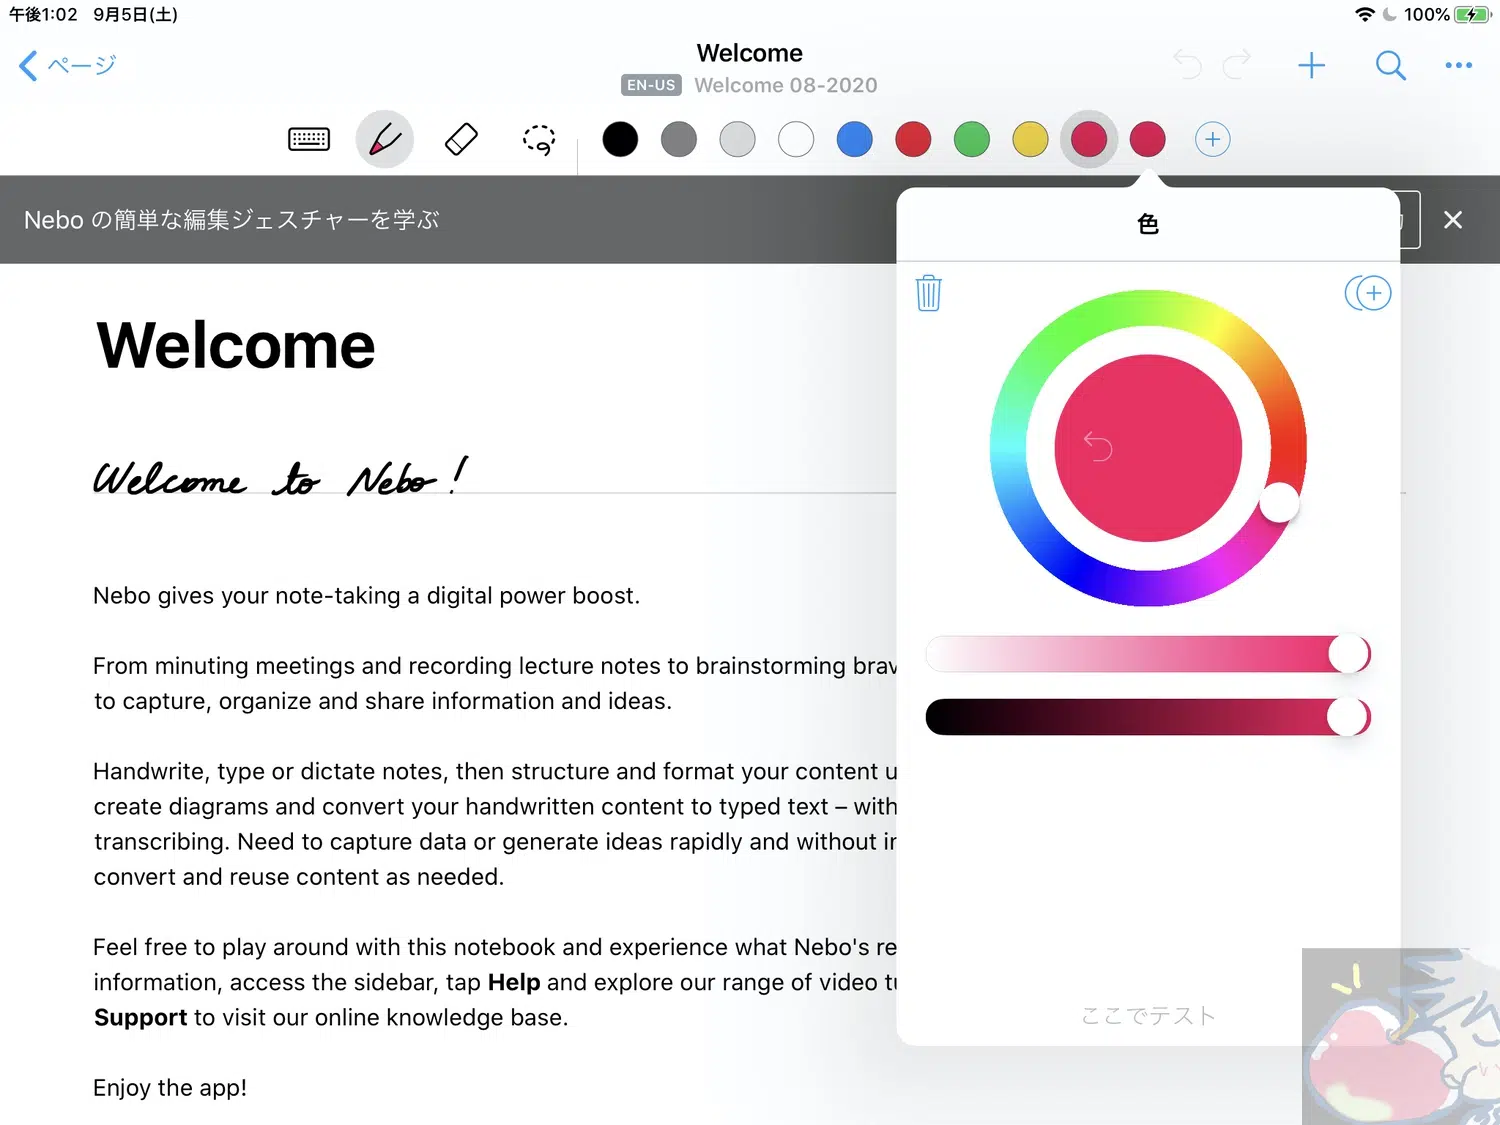 午後1:02 9月5日(土)
100%
ページ
Welcome
EN-US Welcome 08-2020
Nebo の簡単な編集ジェスチャーを学ぶ
色
Welcome
Welcome to Nebo!
Nebo gives your note-taking a digital power boost.
From minuting meetings and recording lecture notes to brainstorming
to capture, organize and share information and ideas.
Handwrite, type or dictate notes, then structure and format your content
create diagrams and convert your handwritten content to typed text –
transcribing. Need to capture data or generate ideas rapidly and without
convert and reuse content as needed.
Feel free to play around with this notebook and experience what Nebo's
information, access the sidebar, tap Help and explore our range of video
Support to visit our online knowledge base.
Enjoy the app!
ここでテスト